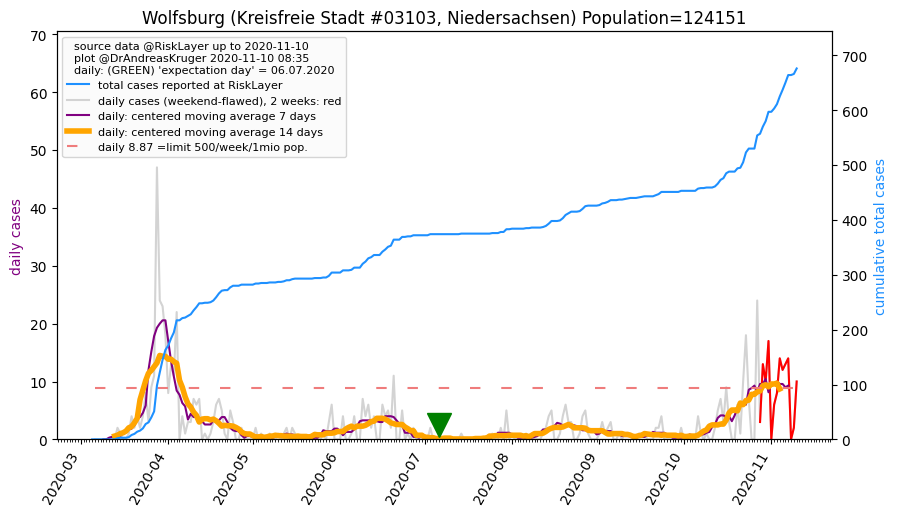 Wolfsburg (Kreisfreie Stadt #03103, Niedersachsen) Population=124151
source data @RiskLayer up to 2020-11-10
plot @DrAndreasKruger 2020-11-10 08:35
daily: (GREEN) 'expectation day' = 06.07.2020
total cases reported at RiskLayer
daily cases (weekend-flawed), 2 weeks: red
daily: centered moving average 7 days
daily: centered moving average 14 days
daily 8.87 =limit 500/week/1mio pop.
daily cases
70
60
50
40
30
20
10
0
cumulative total cases
700
600
500
400
300
200
100
0
2020-03
2020-04
2020-05
2020-06
2020-07
2020-08
2020-09
2020-10
2020-11